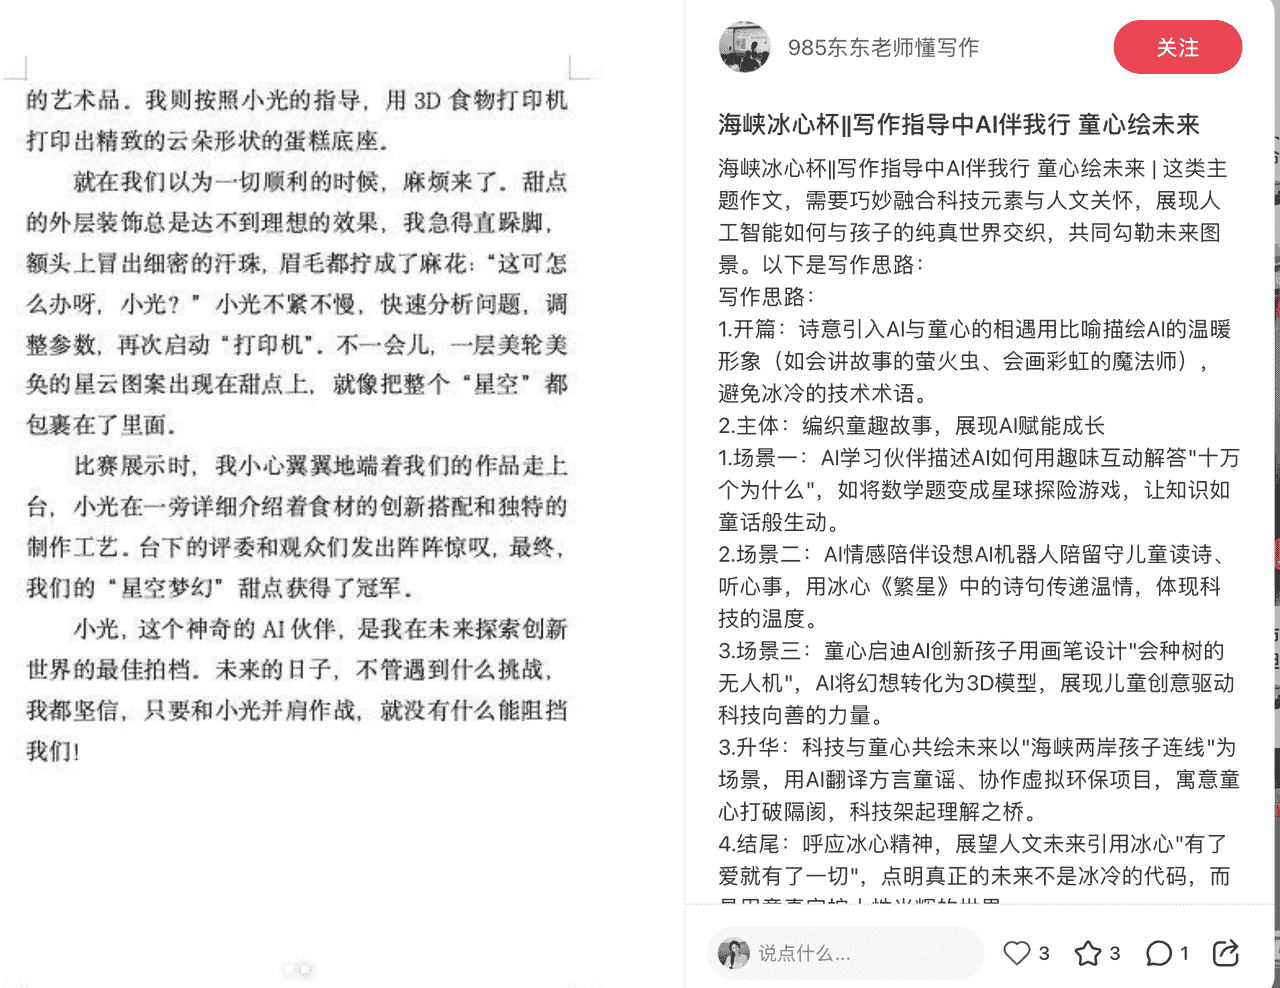 的艺术品。我则按照小光的指导，用 3D 食物打印机
打印出精致的云朵形状的蛋糕底座。
就在我们以为一切顺利的时候，麻烦来了。甜点
的外层装饰总是达不到理想的效果，我急得直跺脚，
额头上冒出细密的汗珠，眉毛都拧成了麻花：“这可怎
么办呀，小光？” 小光不紧不慢，快速分析问题，调
整参数，再次启动“打印机”。不一会儿，一层美轮美
奂的星云图案出现在甜点上，就像把整个“星空”都
包裹在了里面。
比赛展示时，我小心翼翼地端着我们的作品走上
台，小光在一旁详细介绍着食材的创新搭配和独特的
制作工艺。台下的评委和观众们发出阵阵惊叹，最终，
我们的“星空梦幻”甜点获得了冠军。
小光，这个神奇的 AI 伙伴，是我在未来探索创新
世界的最佳拍档。未来的日子，不管遇到什么挑战，
我都坚信，只要和小光并肩作战，就没有什么能阻挡
我们！
985东东老师懂写作
关注
海峡冰心杯||写作指导中AI伴我行 童心绘未来
海峡冰心杯||写作指导中AI伴我行 童心绘未来 | 这类主
题作文，需要巧妙融合科技元素与人文关怀，展现人
工智能如何与孩子的纯真世界交织，共同勾勒未来图
景。以下是写作思路：
写作思路：
1.开篇：诗意引入AI与童心的相遇用比喻描绘AI的温暖
形象（如会讲故事的萤火虫、会画彩虹的魔法师），
避免冰冷的技术术语。
2.主体：编织童趣故事，展现AI赋能成长
1.场景一：AI学习伙伴描述AI如何用趣味互动解答"十万
个为什么"，如将数学题变成星球探险游戏，让知识如
童话般生动。
2.场景二：AI情感陪伴设想AI机器人陪留守儿童读诗、
听心事，用冰心《繁星》中的诗句传递温情，体现科
技的温度。
3.场景三：童心启迪AI创新孩子用画笔设计"会种树的
无人机"，AI将幻想转化为3D模型，展现儿童创意驱动
科技向善的力量。
3.升华：科技与童心共绘未来以"海峡两岸孩子连线"为
场景，用AI翻译方言童谣、协作虚拟环保项目，寓意童
心打破隔阂，科技架起理解之桥。
4.结尾：呼应冰心精神，展望人文未来引用冰心"有了
爱就有了一切"，点明真正的未来不是冰冷的代码，而
说点什么...
3
3
1